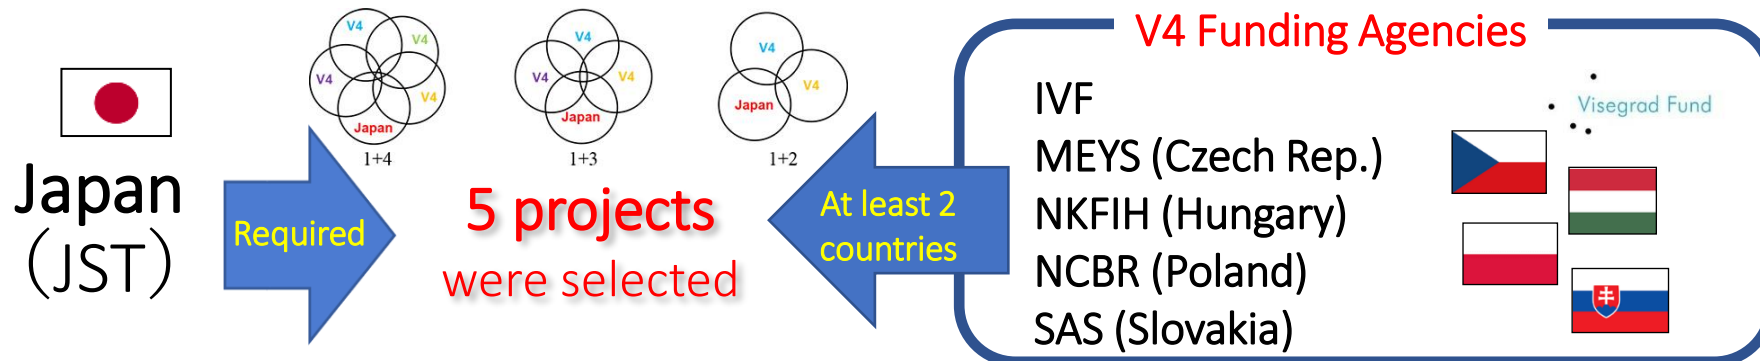 Japan
(JST)
Required
V4
V4
V4
V4
Japan
1+4
V4
V4
V4
Japan
1+3
V4
V4
Japan
1+2
5 projects
were selected
At least 2
countries
V4 Funding Agencies
IVF
MEYS (Czech Rep.)
NKFIH (Hungary)
NCBR (Poland)
SAS (Slovakia)
Visegrad Fund